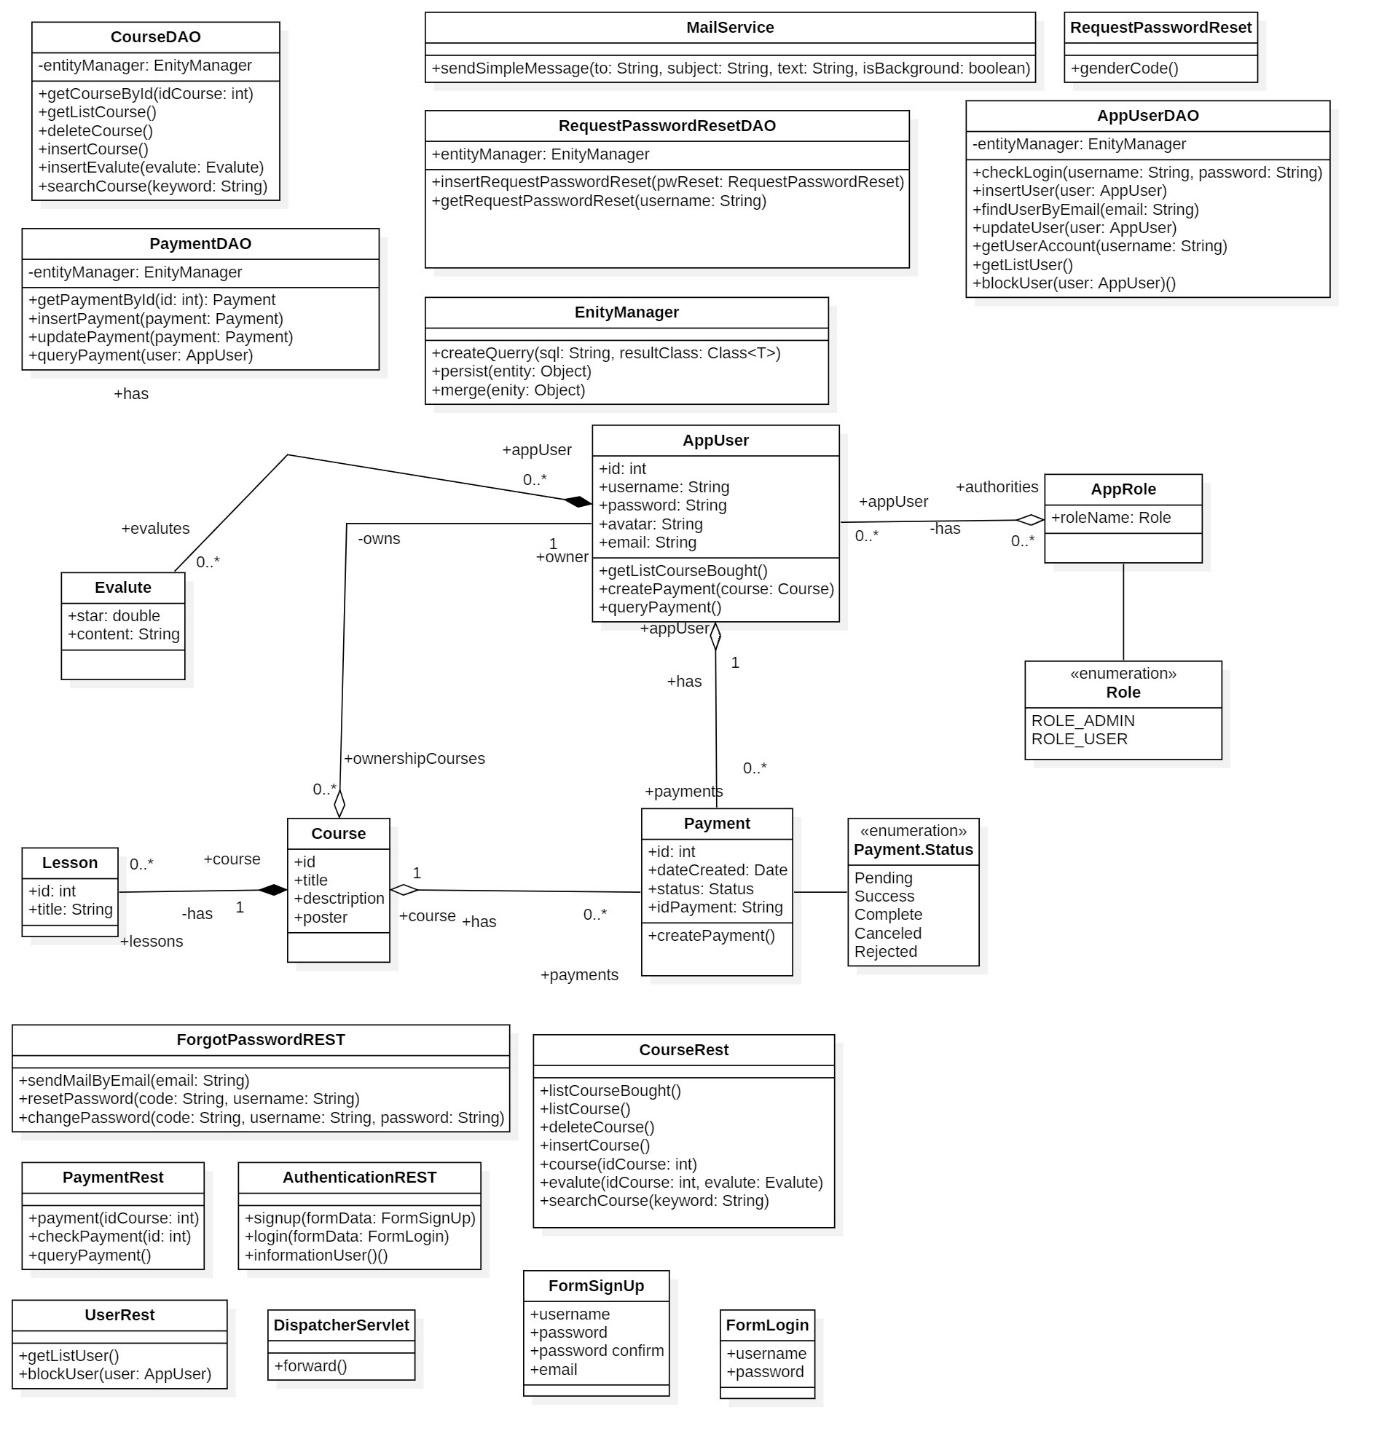 CourseDAO
-entityManager: EnityManager
+getCourseById(idCourse: int)
+getListCourse()
+deleteCourse()
+insertCourse()
+insertEvalute(evalute: Evalute)
+searchCourse(keyword: String)
MailService
+sendSimpleMessage(to: String, subject: String, text: String, isBackground: boolean)
RequestPasswordReset
+genderCode()
RequestPasswordResetDAO
+entityManager: EnityManager
+insertRequestPasswordReset(pwReset: RequestPasswordReset)
+getRequestPasswordReset(username: String)
AppUserDAO
-entityManager: EnityManager
+checkLogin(username: String, password: String)
+insertUser(user: AppUser)
+findUserByEmail(email: String)
+updateUser(user: AppUser)
+getUserAccount(username: String)
+getListUser()
+blockUser(user: AppUser)()
PaymentDAO
-entityManager: EnityManager
+getPaymentById(id: int): Payment
+insertPayment(payment: Payment)
+updatePayment(payment: Payment)
+queryPayment(user: AppUser)
EnityManager
+createQuerry(sql: String, resultClass: Class<T>)
+persist(entity: Object)
+merge(enity: Object)
+has
+appUser
0..*
+evalutes
0..*
AppUser
+id: int
+username: String
+password: String
+avatar: String
+email: String
+getListCourseBought()
+createPayment(course: Course)
+queryPayment()
-owns
1
+owner
+appUser
0..*
-has
+authorities
0..*
AppRole
+roleName: Role
Evalute
+star: double
+content: String
+appUser
1
+has
«enumeration»
Role
ROLE_ADMIN
ROLE_USER
+ownershipCourses
0..*
0..*
+payments
Lesson
+id: int
+title: String
0..*
+course
-has
1
+lessons
Course
+id
+title
+desctription
+poster
1
+course
+has
0..*
+payments
Payment
+id: int
+dateCreated: Date
+status: Status
+idPayment: String
+createPayment()
«enumeration»
Payment.Status
Pending
Success
Complete
Canceled
Rejected
ForgotPasswordREST
+sendMailByEmail(email: String)
+resetPassword(code: String, username: String)
+changePassword(code: String, username: String, password: String)
CourseRest
+listCourseBought()
+listCourse()
+deleteCourse()
+insertCourse()
+course(idCourse: int)
+evalute(idCourse: int, evalute: Evalute)
+searchCourse(keyword: String)
PaymentRest
+payment(idCourse: int)
+checkPayment(id: int)
+queryPayment()
AuthenticationREST
+signup(formData: FormSignUp)
+login(formData: FormLogin)
+informationUser()()
UserRest
+getListUser()
+blockUser(user: AppUser)
DispatcherServlet
+forward()
FormSignUp
+username
+password
+password confirm
+email
FormLogin
+username
+password